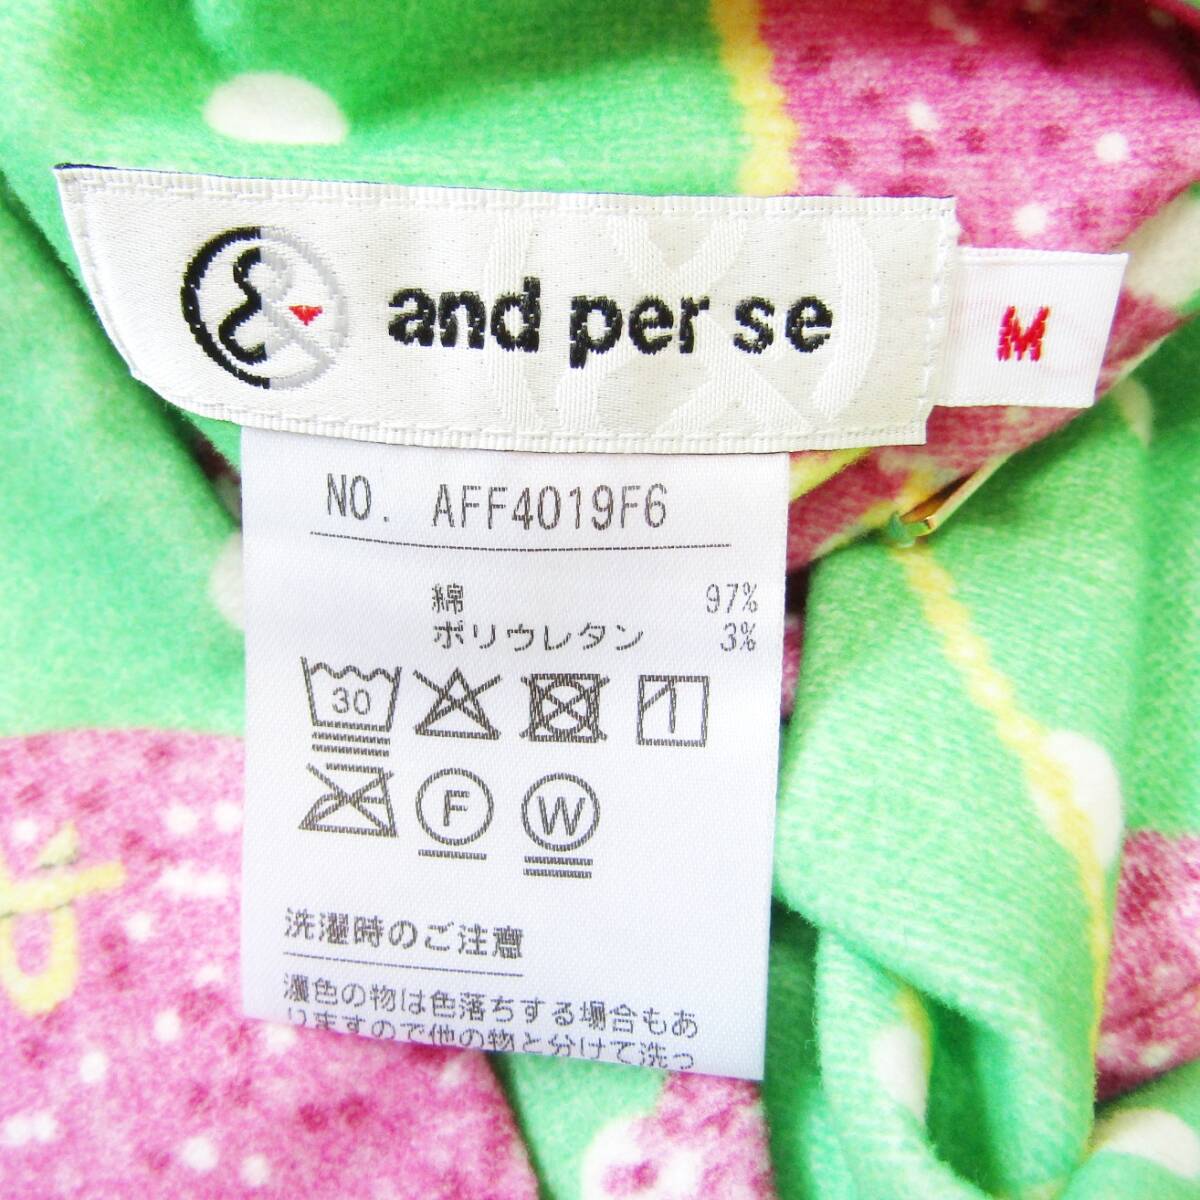 and per se
M
NO. AFF4019F6
綿 97%
ポリウレタン 3%
30
F W
洗濯時のご注意
濃色の物は色落ちする場合もあ
りますので他の物と分けて洗っ